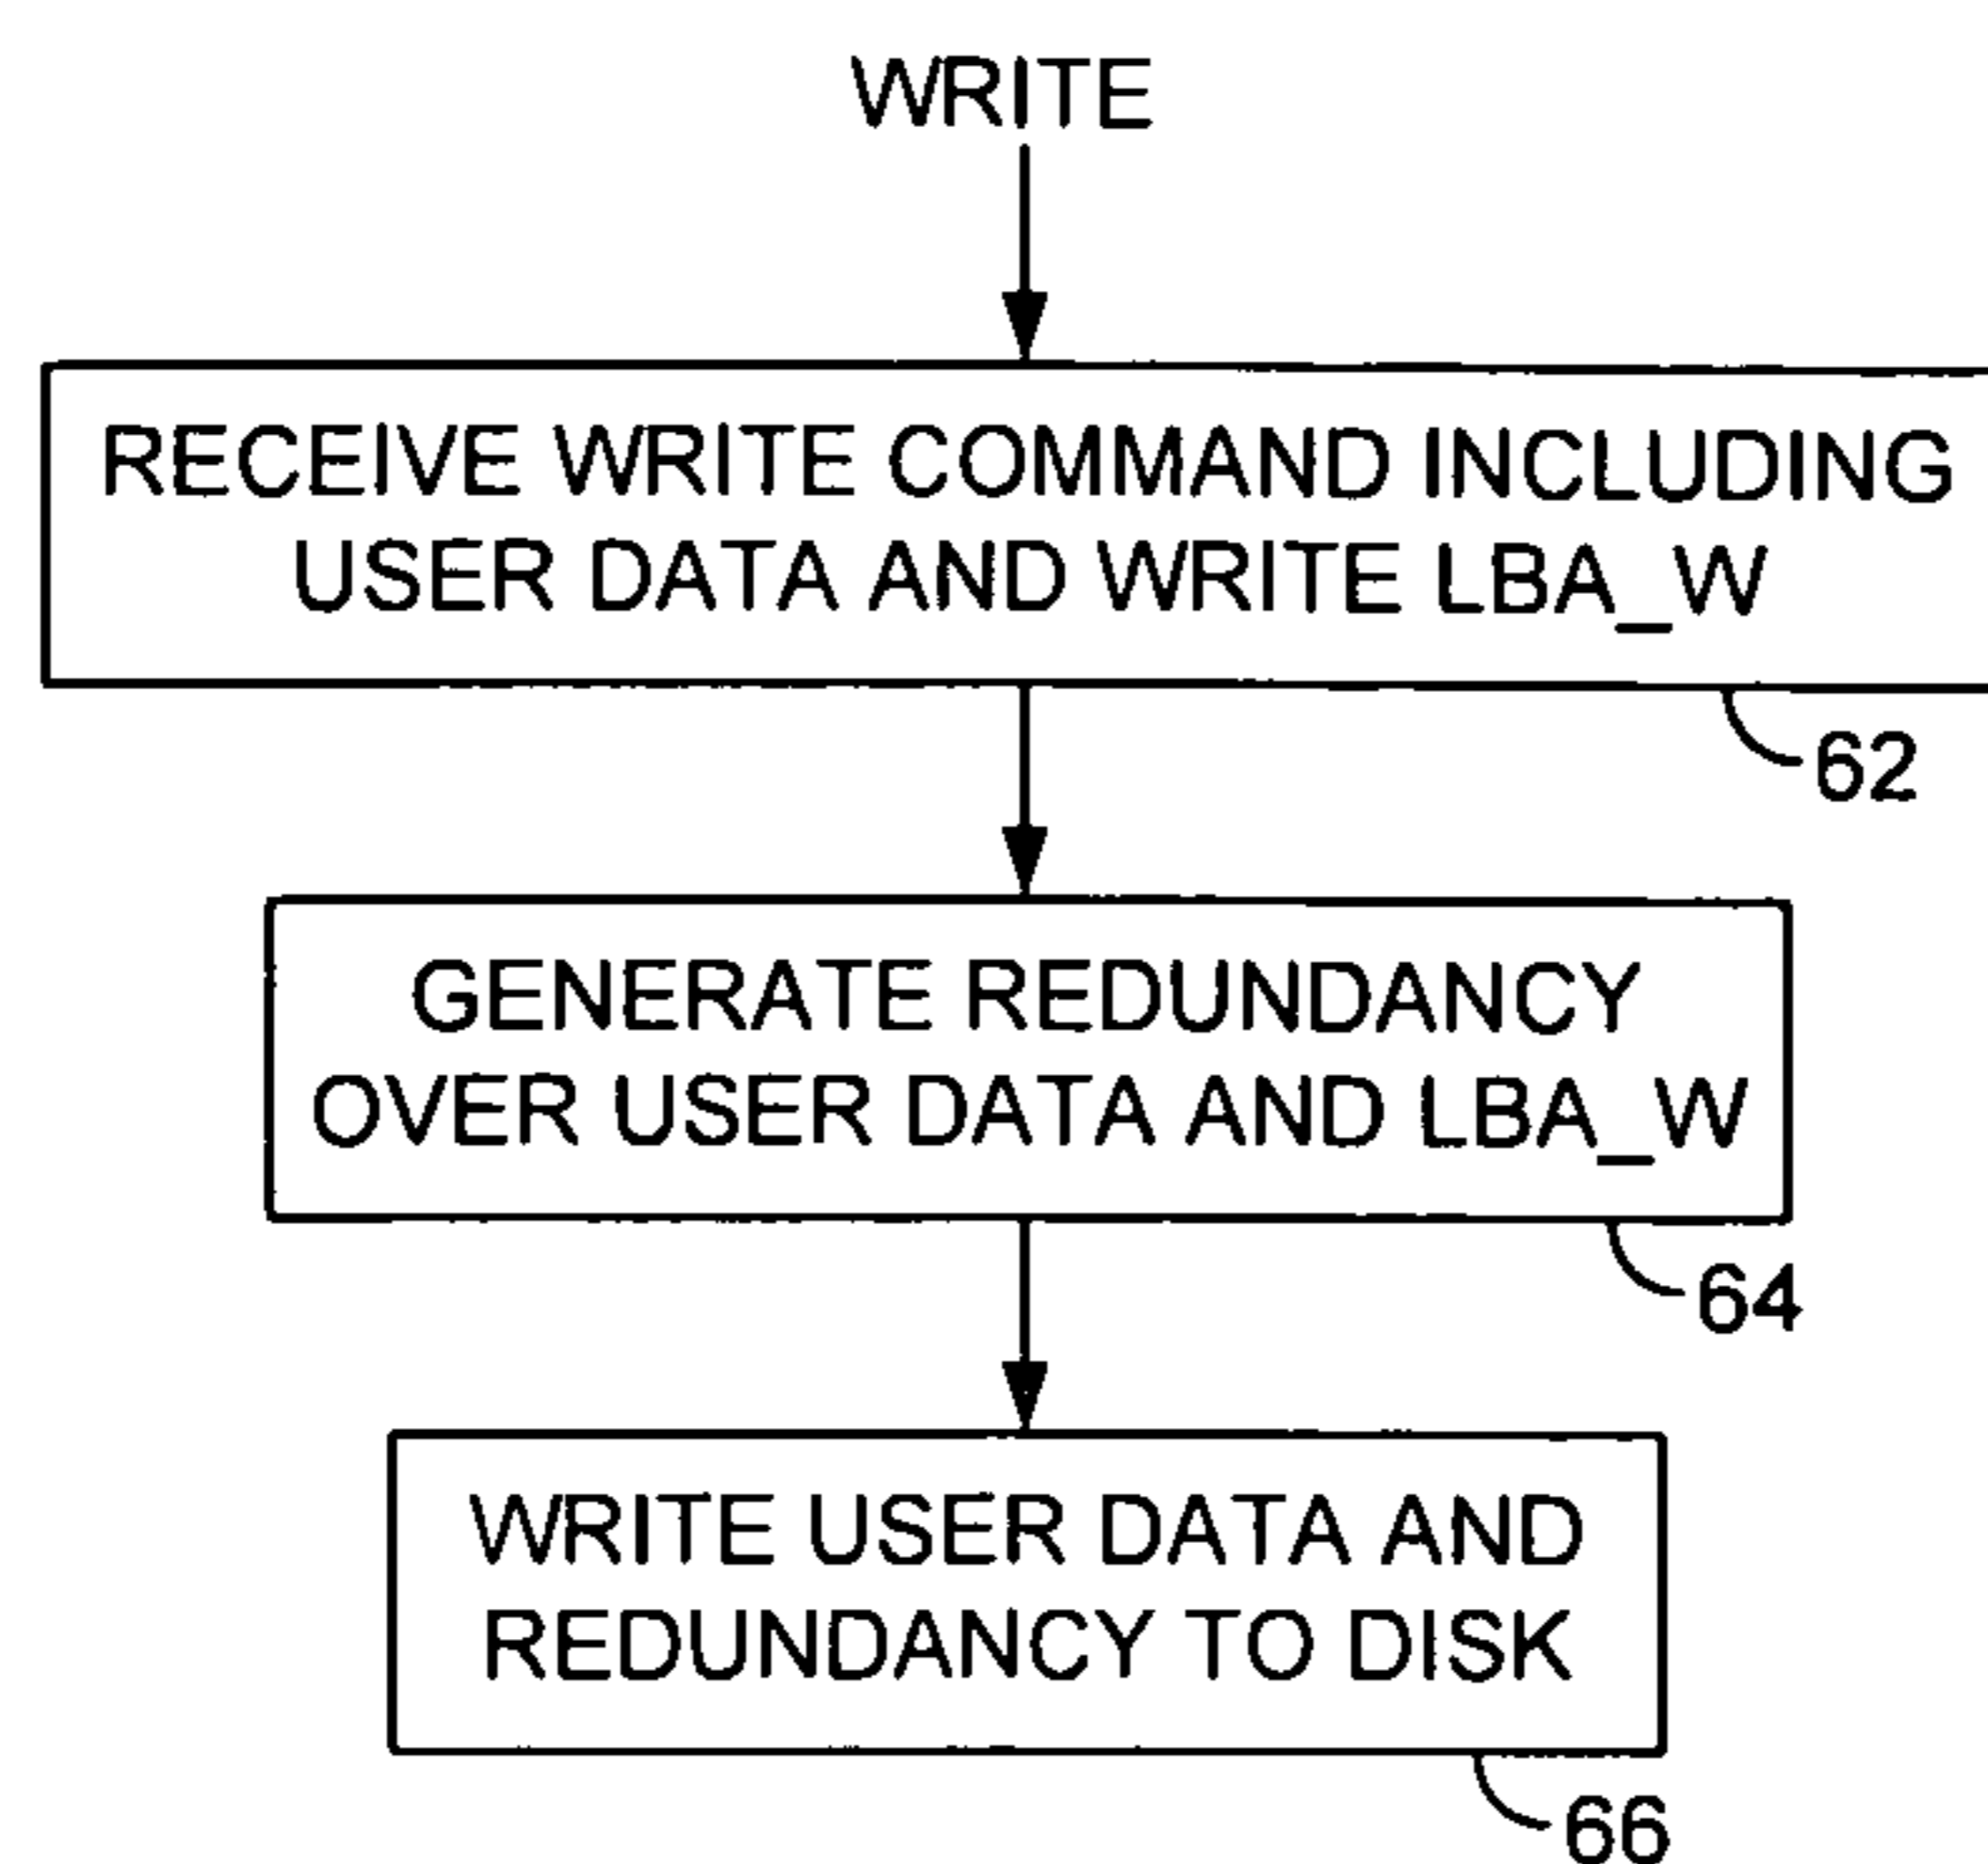 WRITE
RECEIVE WRITE COMMAND INCLUDING
USER DATA AND WRITE LBA_W
62
GENERATE REDUNDANCY
OVER USER DATA AND LBA_W
64
WRITE USER DATA AND
REDUNDANCY TO DISK
66